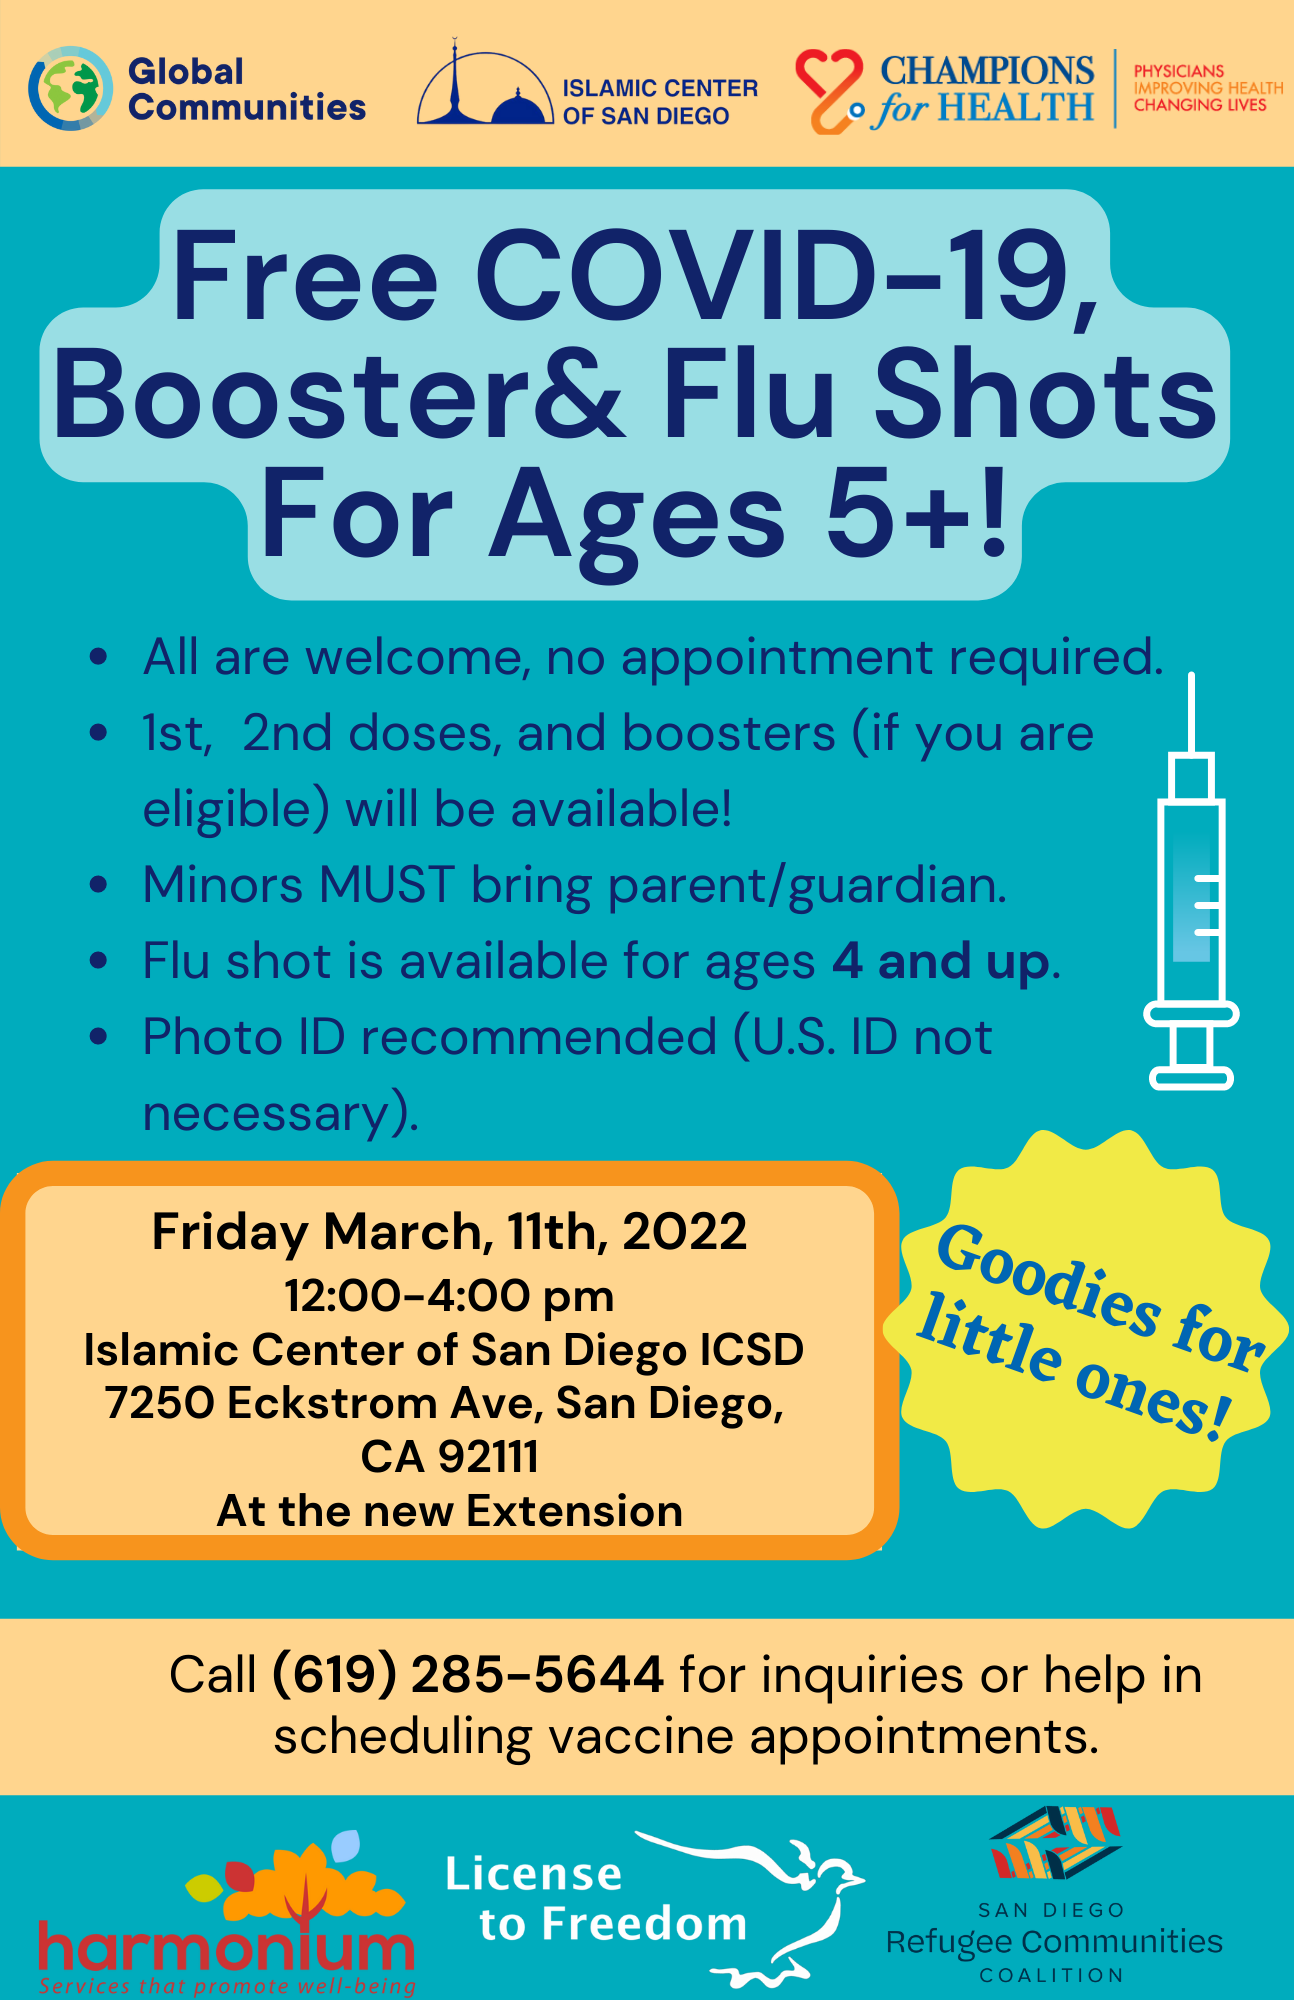 Global
Communities
ISLAMIC CENTER
OF SAN DIEGO
CHAMPIONS
for HEALTH
PHYSICIANS
IMPROVING HEALTH
CHANGING LIVES
Free COVID-19,
Booster& Flu Shots
For Ages 5+!
• All are welcome, no appointment required.
• 1st, 2nd doses, and boosters (if you are
eligible) will be available!
• Minors MUST bring parent/guardian.
• Flu shot is available for ages 4 and up.
• Photo ID recommended (U.S. ID not
necessary).
Friday March, 11th, 2022
12:00-4:00 pm
Islamic Center of San Diego ICSD
7250 Eckstrom Ave, San Diego,
CA 92111
At the new Extension
Goodies for
little ones!
Call (619) 285-5644 for inquiries or help in
scheduling vaccine appointments.
harmonium
Services that promote well-being
License
to Freedom
SAN DIEGO
Refugee Communities
COALITION